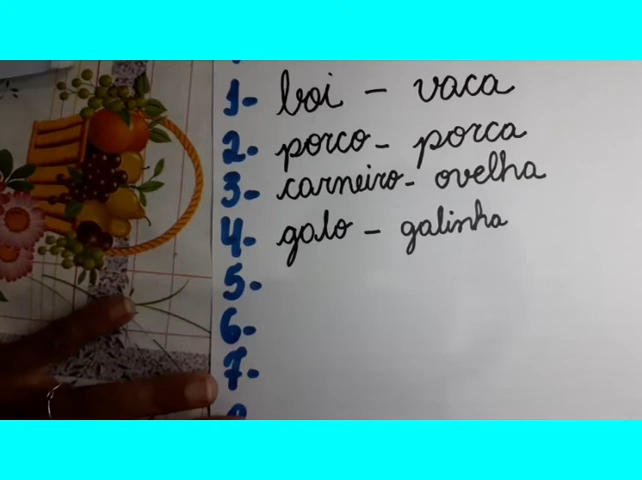 1- boi - vaca
2- porco - porca
3- carneiro - ovelha
4- galo - galinha
5-
6-
7-